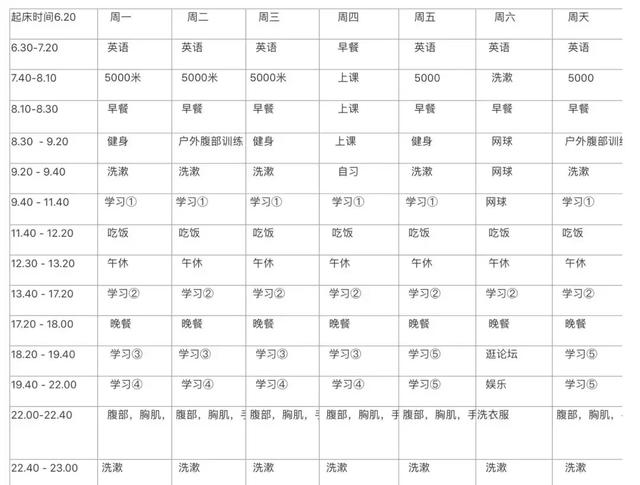 起床时间6.20 周一 周二 周三 周四 周五 周六 周天
6.30-7.20 英语 英语 英语 早餐 英语 英语 英语
7.40-8.10 5000米 5000米 5000米 上课 5000 洗漱 5000
8.10-8.30 早餐 早餐 早餐 上课 早餐 早餐 早餐
8.30 - 9.20 健身 户外腹部训练 健身 上课 健身 网球 户外腹部训
9.20 - 9.40 洗漱 洗漱 洗漱 自习 洗漱 网球 洗漱
9.40 - 11.40 学习① 学习① 学习① 学习① 学习① 网球 学习①
11.40 - 12.20 吃饭 吃饭 吃饭 吃饭 吃饭 吃饭 吃饭
12.30 - 13.20 午休 午休 午休 午休 午休 午休 午休
13.40 - 17.20 学习② 学习② 学习② 学习② 学习② 学习② 学习②
17.20 - 18.00 晚餐 晚餐 晚餐 晚餐 晚餐 晚餐 晚餐
18.20 - 19.40 学习③ 学习③ 学习③ 学习③ 学习⑤ 逛论坛 学习⑤
19.40 - 22.00 学习④ 学习④ 学习④ 学习④ 学习⑤ 娱乐 学习⑤
22.00-22.40 腹部，胸肌， 腹部，胸肌，手 腹部，胸肌，手 腹部，胸肌，手 腹部，胸肌，手 洗衣服 腹部，胸肌，
22.40 - 23.00 洗漱 洗漱 洗漱 洗漱 洗漱 洗漱 洗漱